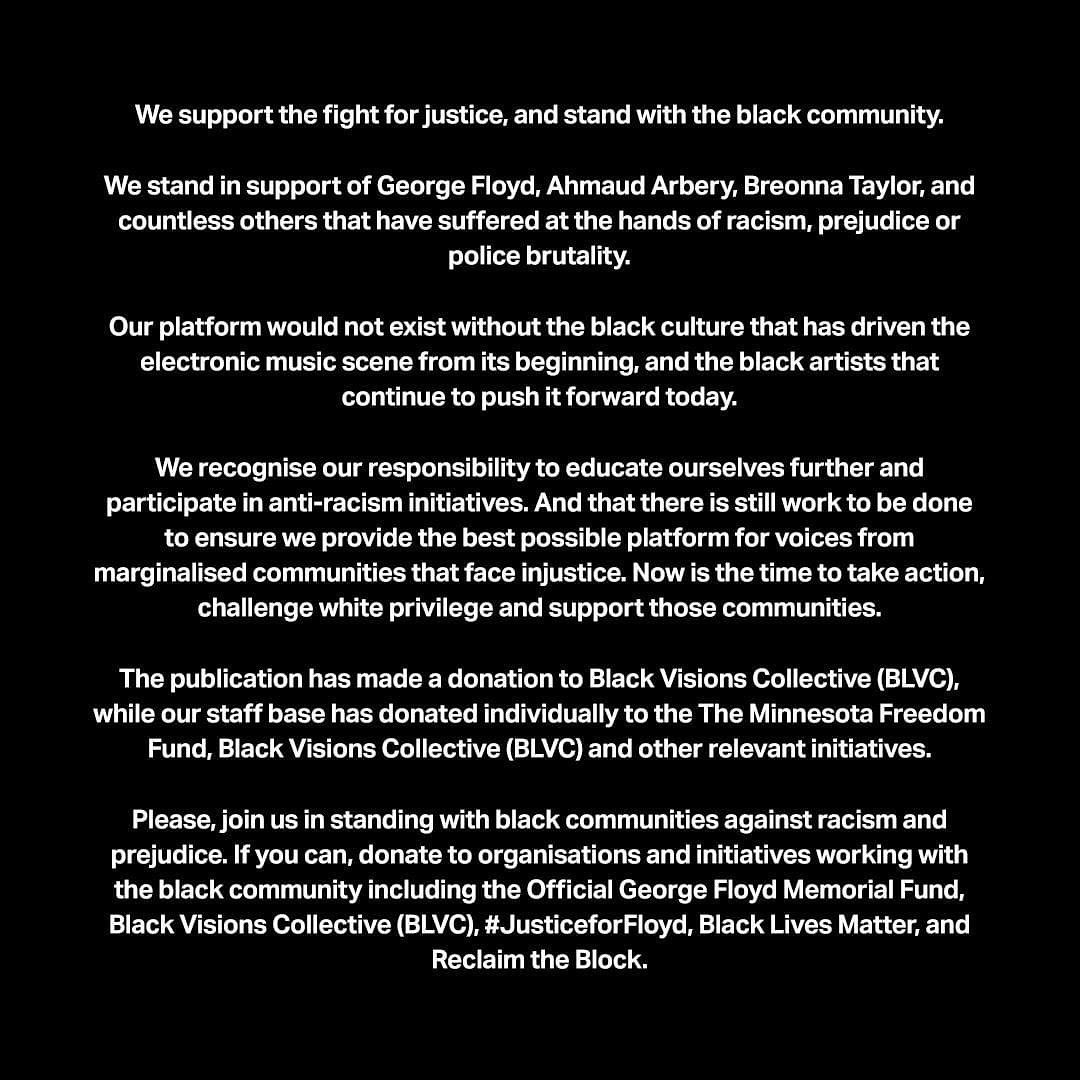 We support the fight for justice, and stand with the black community.
We stand in support of George Floyd, Ahmaud Arbery, Breonna Taylor, and
countless others that have suffered at the hands of racism, prejudice or
police brutality.
Our platform would not exist without the black culture that has driven the
electronic music scene from its beginning, and the black artists that
continue to push it forward today.
We recognise our responsibility to educate ourselves further and
participate in anti-racism initiatives. And that there is still work to be done
to ensure we provide the best possible platform for voices from
marginalised communities that face injustice. Now is the time to take action,
challenge white privilege and support those communities.
The publication has made a donation to Black Visions Collective (BLVC),
while our staff base has donated individually to the The Minnesota Freedom
Fund, Black Visions Collective (BLVC) and other relevant initiatives.
Please, join us in standing with black communities against racism and
prejudice. If you can, donate to organisations and initiatives working with
the black community including the Official George Floyd Memorial Fund,
Black Visions Collective (BLVC), #JusticeforFloyd, Black Lives Matter, and
Reclaim the Block.